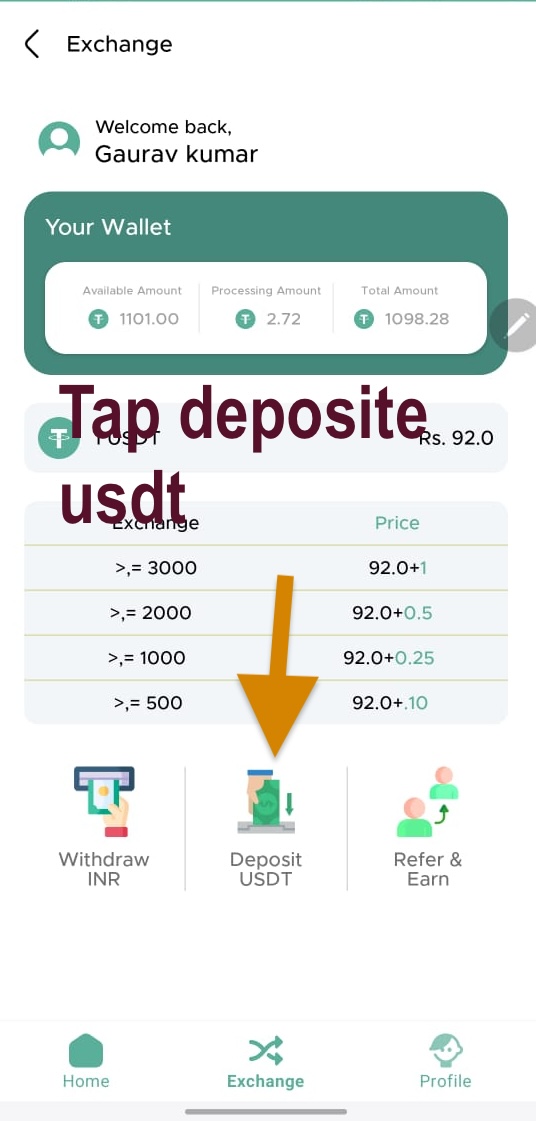 Exchange
Welcome back,
Gaurav kumar
Your Wallet
Available Amount Processing Amount Total Amount
1101.00 2.72 1098.28
Tap deposite
1 USDT Rs. 92.0
usdt
Exchange Price
>,= 3000 92.0+1
>,= 2000 92.0+0.5
>,= 1000 92.0+0.25
>,= 500 92.0+.10
Withdraw Deposit Refer &
INR USDT Earn
Home Exchange Profile